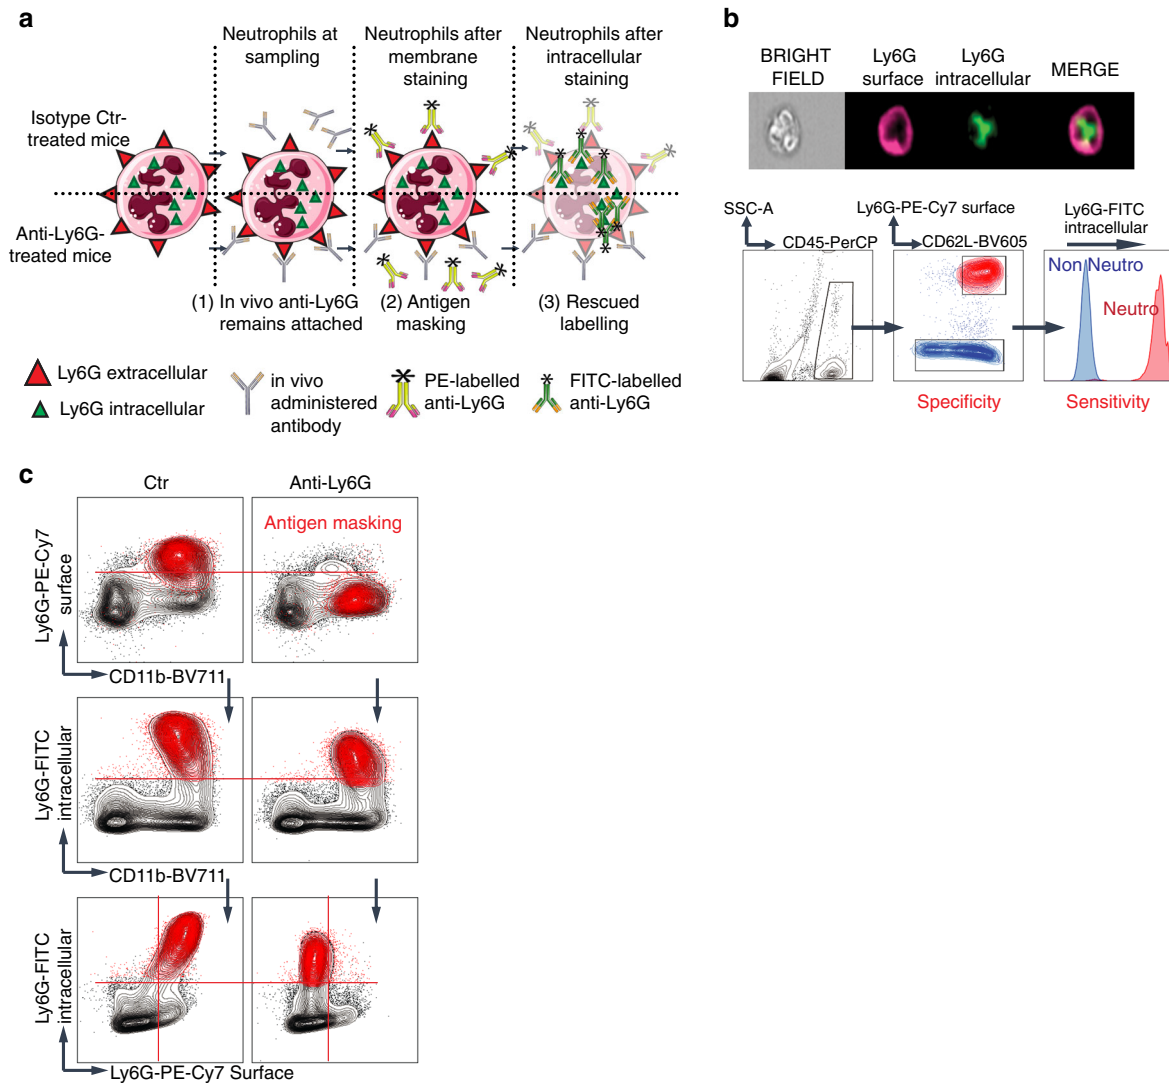 a
Neutrophils at
sampling
Neutrophils after
membrane
staining
Neutrophils after
intracellular
staining
Isotype Ctr-
treated mice
Anti-Ly6G-
treated mice
(1) In vivo anti-Ly6G
remains attached
(2) Antigen
masking
(3) Rescued
labelling
Ly6G extracellular
Ly6G intracellular
in vivo
administered
antibody
PE-labelled
anti-Ly6G
FITC-labelled
anti-Ly6G
b
BRIGHT
FIELD
Ly6G
surface
Ly6G
intracellular
MERGE
SSC-A
CD45-PerCP
Ly6G-PE-Cy7 surface
CD62L-BV605
Ly6G-FITC
intracellular
Non Neutro
Neutro
Specificity
Sensitivity
c
Ctr
Anti-Ly6G
Antigen masking
Ly6G-PE-Cy7
surface
CD11b-BV711
Ly6G-FITC
intracellular
CD11b-BV711
Ly6G-FITC
intracellular
Ly6G-PE-Cy7 Surface